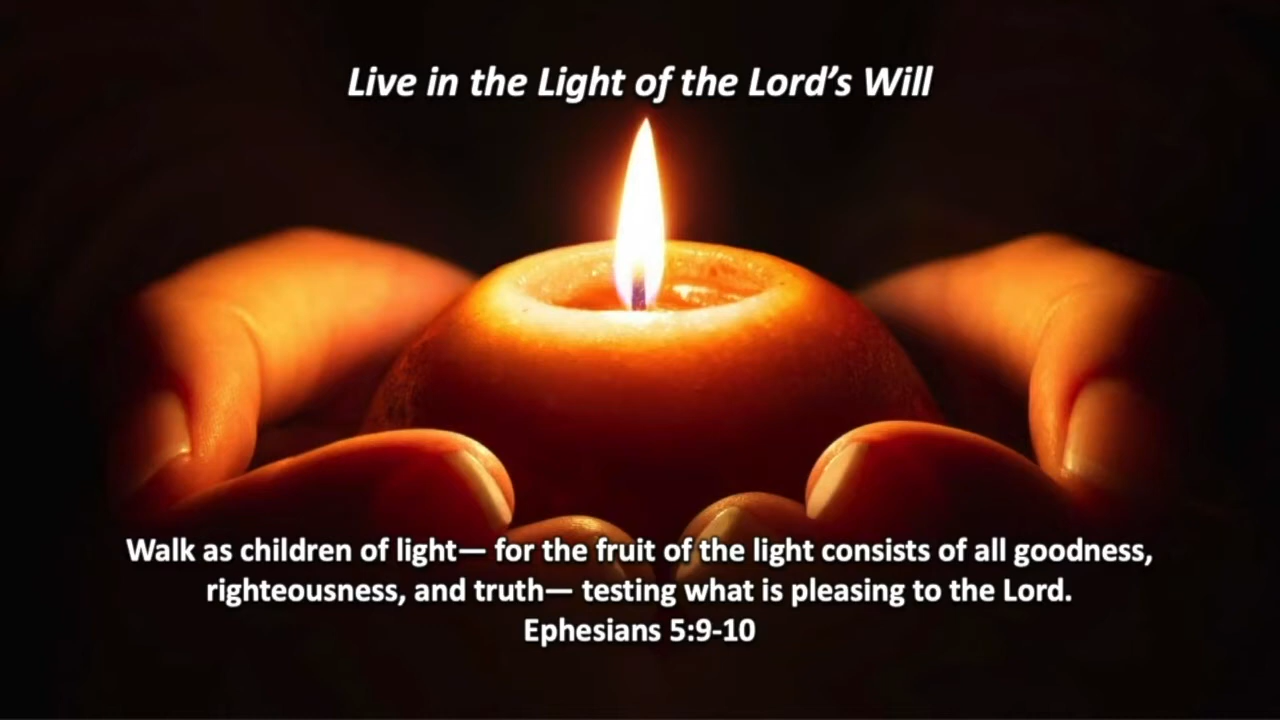 Live in the Light of the Lord’s Will
Walk as children of light— for the fruit of the light consists of all goodness,
righteousness, and truth— testing what is pleasing to the Lord.
Ephesians 5:9-10